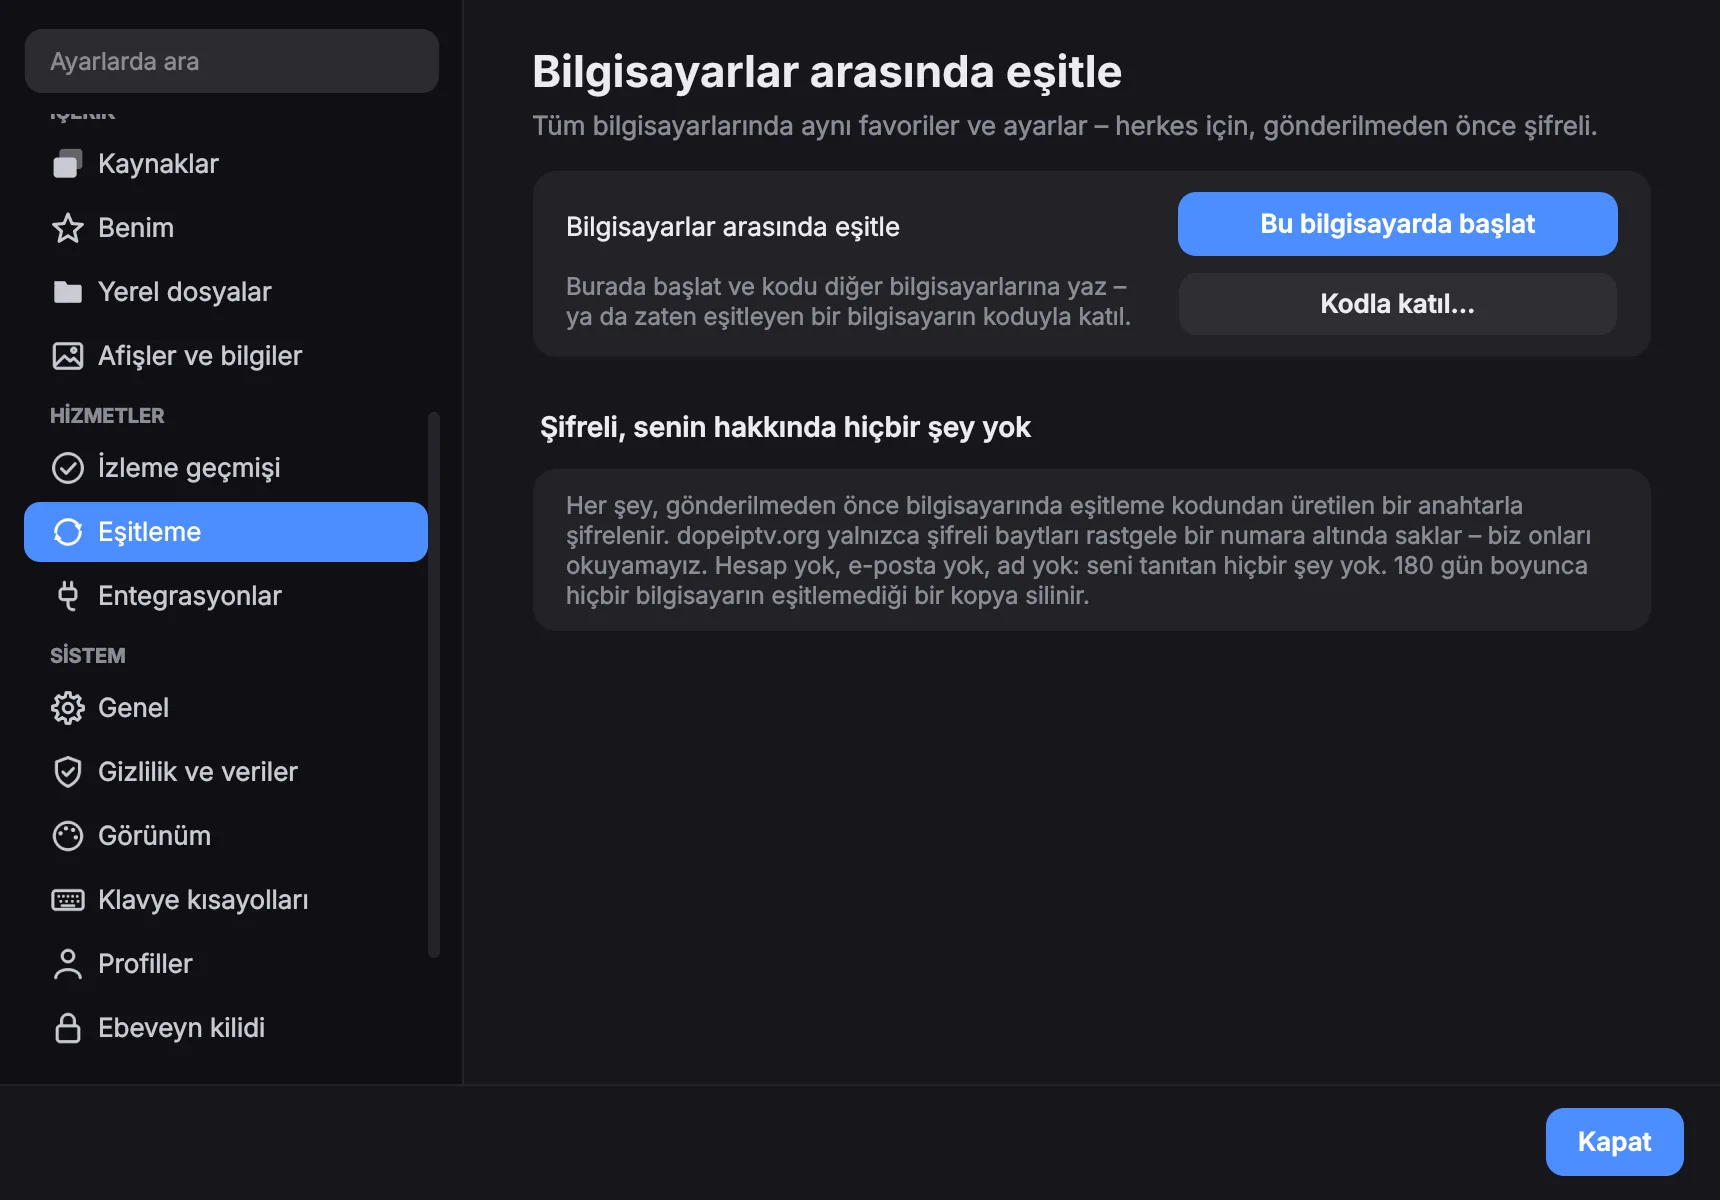 Ayarlarda ara
İÇERİK
Kaynaklar
Benim
Yerel dosyalar
Afişler ve bilgiler
HİZMETLER
İzleme geçmişi
Eşitleme
Entegrasyonlar
SİSTEM
Genel
Gizlilik ve veriler
Görünüm
Klavye kısayolları
Profiller
Ebeveyn kilidi
Bilgisayarlar arasında eşitle
Tüm bilgisayarlarında aynı favoriler ve ayarlar – herkes için, gönderilmeden önce şifreli.
Bilgisayarlar arasında eşitle
Burada başlat ve kodu diğer bilgisayarlarına yaz –
ya da zaten eşitleyen bir bilgisayarın koduyla katıl.
Bu bilgisayarda başlat
Kodla katıl...
Şifreli, senin hakkında hiçbir şey yok
Her şey, gönderilmeden önce bilgisayarında eşitleme kodundan üretilen bir anahtarla
şifrelenir. dopeiptv.org yalnızca şifreli baytları rastgele bir numara altında saklar – biz onları
okuyamayız. Hesap yok, e-posta yok, ad yok: seni tanıtan hiçbir şey yok. 180 gün boyunca
hiçbir bilgisayarın eşitlemediği bir kopya silinir.
Kapat